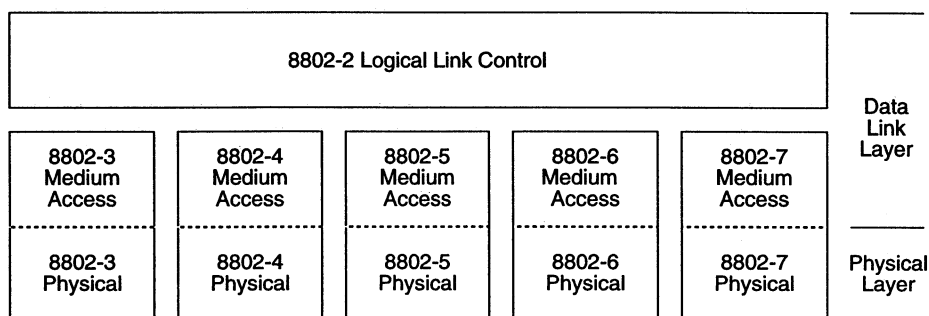 8802-2 Logical Link Control
Data
Link
Layer
8802-3
Medium
Access
8802-4
Medium
Access
8802-5
Medium
Access
8802-6
Medium
Access
8802-7
Medium
Access
8802-3
Physical
8802-4
Physical
8802-5
Physical
8802-6
Physical
8802-7
Physical
Physical
Layer